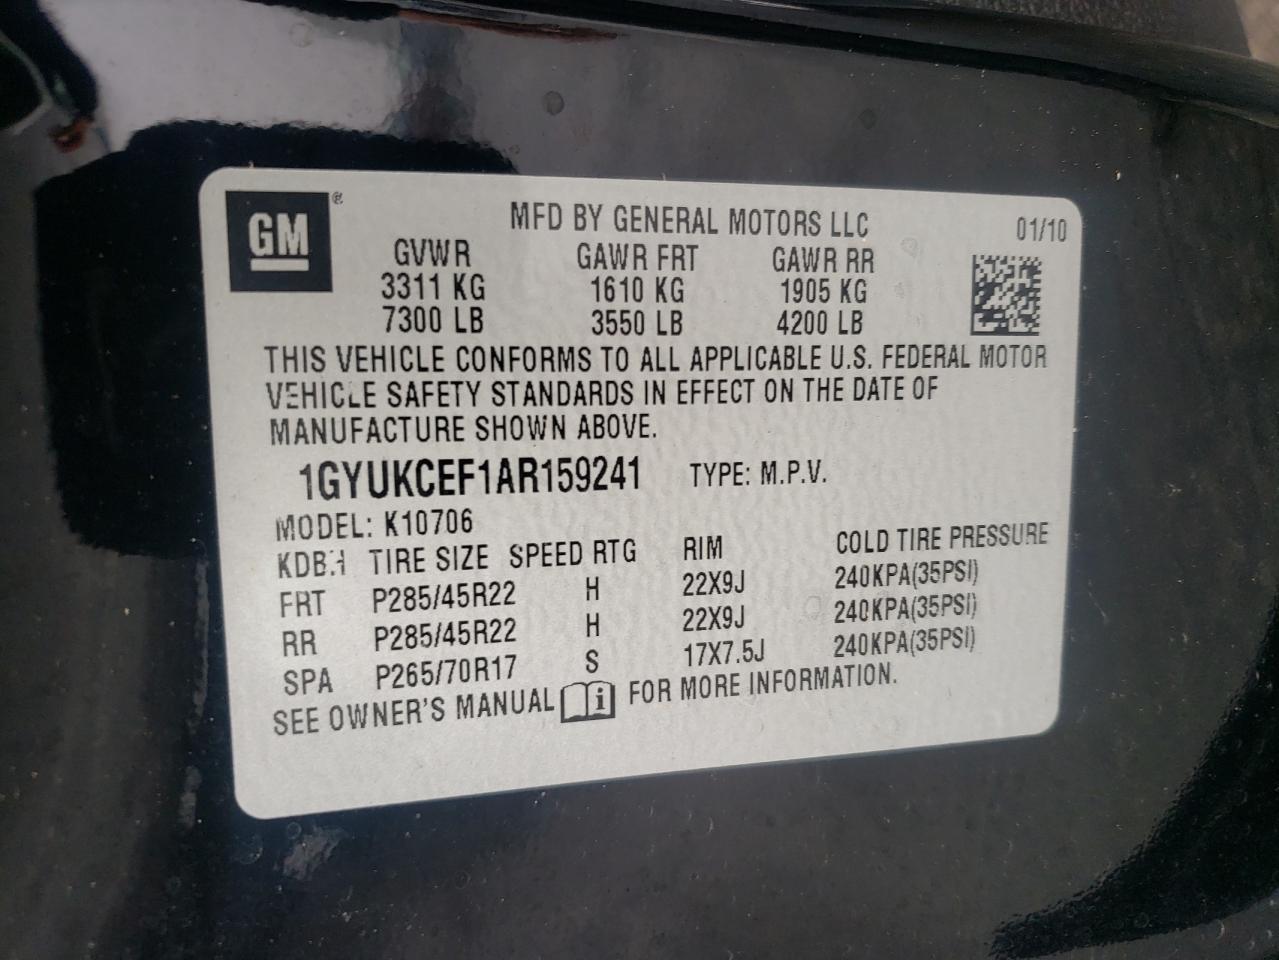 GM ®
MFD BY GENERAL MOTORS LLC 01/10
GVWR GAWR FRT GAWR RR
3311 KG 1610 KG 1905 KG
7300 LB 3550 LB 4200 LB
THIS VEHICLE CONFORMS TO ALL APPLICABLE U.S. FEDERAL MOTOR
VEHICLE SAFETY STANDARDS IN EFFECT ON THE DATE OF
MANUFACTURE SHOWN ABOVE.
1GYUKCEF1AR159241 TYPE: M.P.V.
MODEL: K10706
TIRE SIZE SPEED RTG RIM COLD TIRE PRESSURE
FRT P285/45R22 H 22X9J 240KPA(35PSI)
RR P285/45R22 H 22X9J 240KPA(35PSI)
SPA P265/70R17 S 17X7.5J 240KPA(35PSI)
SEE OWNER'S MANUAL i FOR MORE INFORMATION.